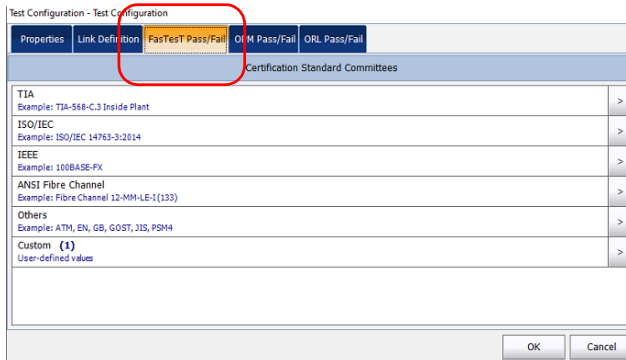 Test Configuration - Test Configuration
Properties Link Definition FasTesT Pass/Fail OPM Pass/Fail ORL Pass/Fail
Certification Standard Committees
TIA
Example: TIA-568-C.3 Inside Plant
>
ISO/IEC
Example: ISO/IEC 14763-3:2014
>
IEEE
Example: 100BASE-FX
>
ANSI Fibre Channel
Example: Fibre Channel 12-MM-LE-I(133)
>
Others
Example: ATM, EN, GB, GOST, JIS, PSM4
>
Custom (1)
User-defined values
>
OK Cancel